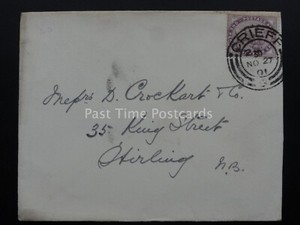 CRIEFF
NO 27
01
Messrs D. Crockart & Co.
Past Time Postcards
35 King Street
Stirling N.B.